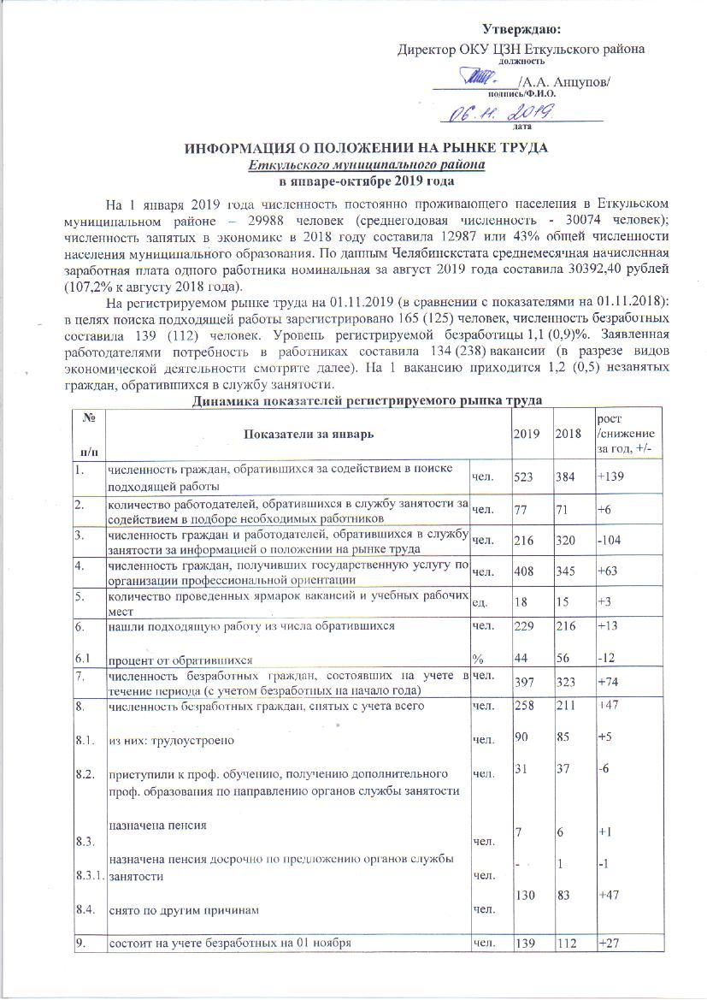 Утверждаю:
Директор ОКУ ЦЗН Еткульского района
должность
/А.А. Анцупов/
подпись/Ф.И.О.
06.11. 2019
дата
ИНФОРМАЦИЯ О ПОЛОЖЕНИИ НА РЫНКЕ ТРУДА
Еткульского муниципального района
в январе-октябре 2019 года
На 1 января 2019 года численность постоянно проживающего населения в Еткульском
муниципальном районе – 29988 человек (среднегодовая численность - 30074 человек);
численность занятых в экономике в 2018 году составила 12987 или 43% общей численности
населения муниципального образования. По данным Челябинскстата среднемесячная начисленная
заработная плата одного работника номинальная за август 2019 года составила 30392,40 рублей
(107,2% к августу 2018 года).
На регистрируемом рынке труда на 01.11.2019 (в сравнении с показателями на 01.11.2018):
в целях поиска подходящей работы зарегистрировано 165 (125) человек, численность безработных
составила 139 (112) человек. Уровень регистрируемой безработицы 1,1 (0,9)%. Заявленная
работодателями потребность в работниках составила 134 (238) вакансии (в разрезе видов
экономической деятельности смотрите далее). На 1 вакансию приходится 1,2 (0,5) незанятых
граждан, обратившихся в службу занятости.
Динамика показателей регистрируемого рынка труда
№ п/п Показатели за январь 2019 2018 рост /снижение за год, +/-
1. численность граждан, обратившихся за содействием в поиске
подходящей работы чел. 523 384 +139
2. количество работодателей, обратившихся в службу занятости за
содействием в подборе необходимых работников чел. 77 71 +6
3. численность граждан и работодателей, обратившихся в службу
занятости за информацией о положении на рынке труда чел. 216 320 -104
4. численность граждан, получивших государственную услугу по
организации профессиональной ориентации чел. 408 345 +63
5. количество проведенных ярмарок вакансий и учебных рабочих
мест ед. 18 15 +3
6. нашли подходящую работу из числа обратившихся чел. 229 216 +13
6.1 процент от обратившихся % 44 56 -12
7. численность безработных граждан, состоявших на учете в
течение периода (с учетом безработных на начало года) чел. 397 323 +74
8. численность безработных граждан, снятых с учета всего чел. 258 211 +47
8.1. из них: трудоустроено чел. 90 85 +5
8.2. приступили к проф. обучению, получению дополнительного чел. 31 37 -6
проф. образования по направлению органов службы занятости
8.3. назначена пенсия чел. 7 6 +1
назначена пенсия досрочно по предложению органов службы
8.3.1. занятости чел. - 1 -1
8.4. снято по другим причинам чел. 130 83 +47
9. состоит на учете безработных на 01 ноября чел. 139 112 +27